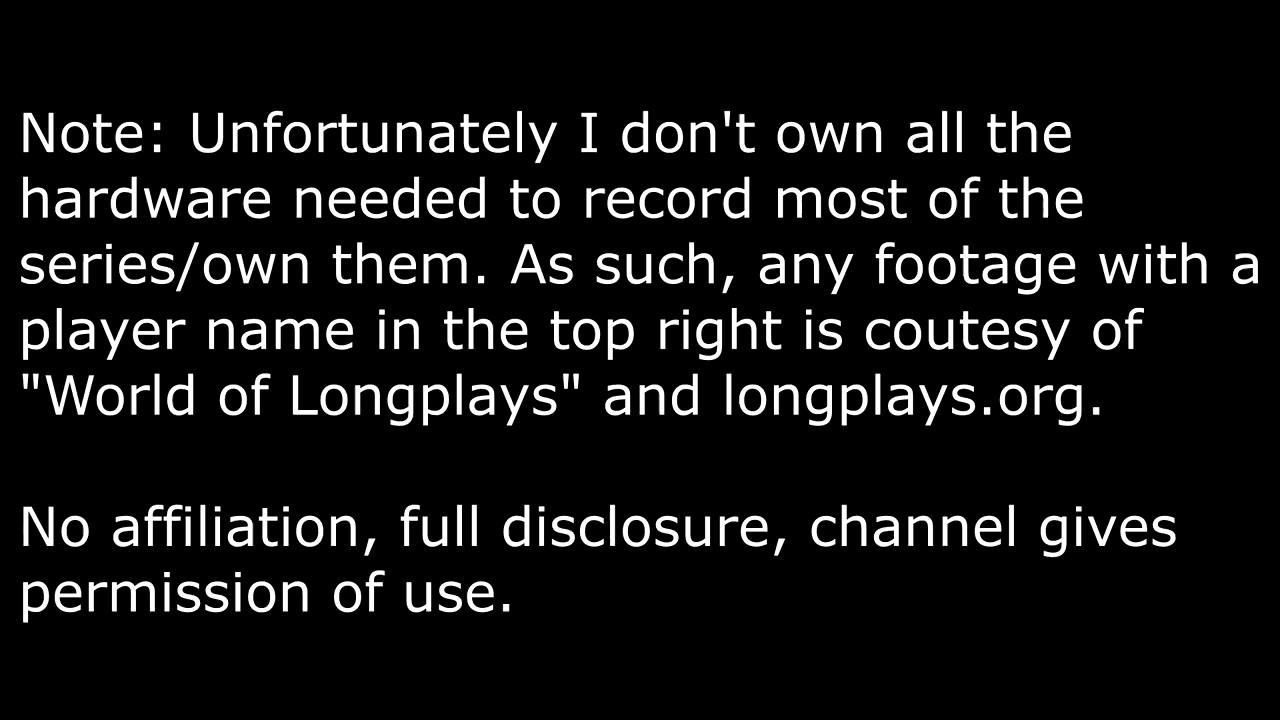 Note: Unfortunately I don't own all the
hardware needed to record most of the
series/own them. As such, any footage with a
player name in the top right is coutesy of
"World of Longplays" and longplays.org.
No affiliation, full disclosure, channel gives
permission of use.